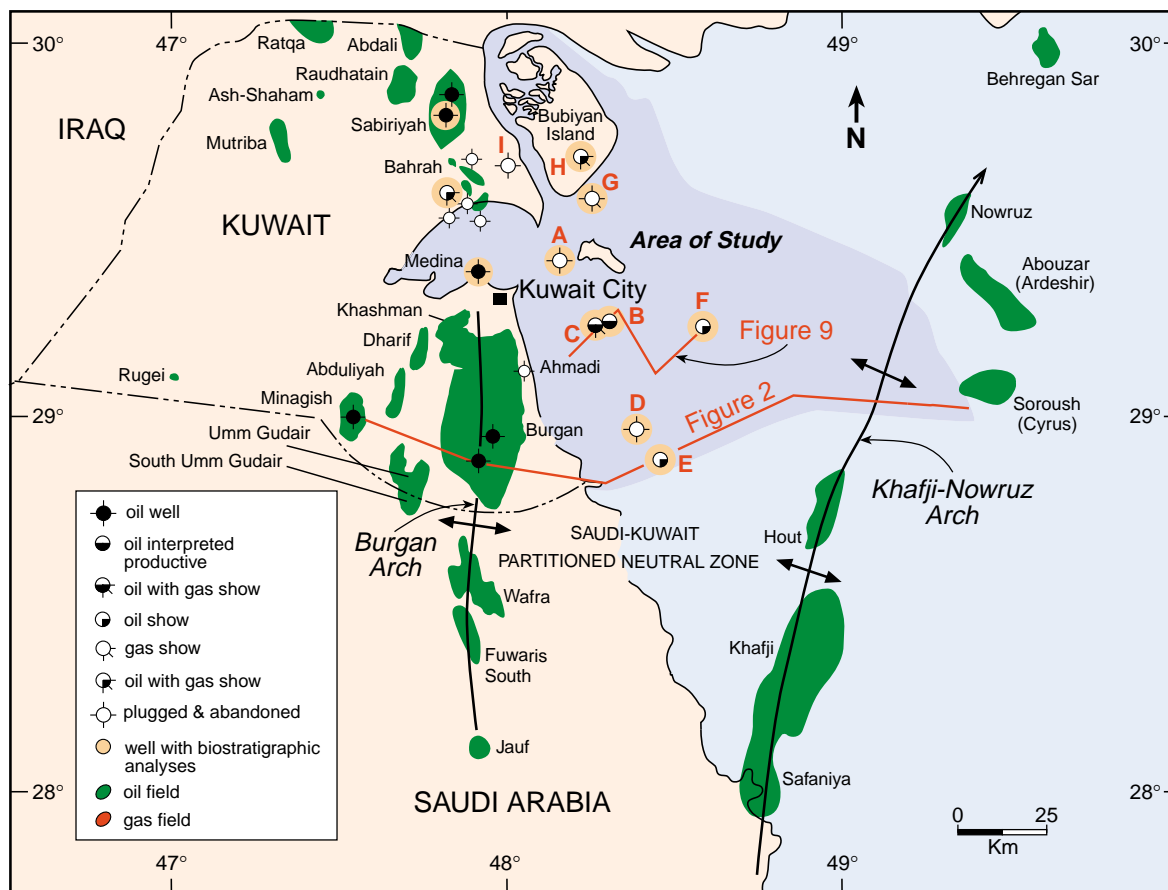 47°
48°
49°
30°
30°
Ratqa
Abdali
Raudhatain
Ash-Shaham
Behregan Sar
IRAQ
Sabiriyah
Bubiyan
Island
N
Mutriba
I
H
Bahrah
G
KUWAIT
Nowruz
A
Area of Study
Medina
Abouzar
(Ardeshir)
Kuwait City
Khashman
B
F
C
Figure 9
Dharif
Ahmadi
Rugei
Abduliyah
Minagish
29°
29°
D
Figure 2
Soroush
(Cyrus)
Burgan
Umm Gudair
South Umm Gudair
E
Khafji-Nowruz
Arch
Burgan
Arch
SAUDI-KUWAIT
PARTITIONED NEUTRAL ZONE
Hout
Wafra
Khafji
Fuwaris
South
Jauf
Safaniya
SAUDI ARABIA
28°
28°
oil well
oil interpreted
productive
oil with gas show
oil show
gas show
oil with gas show
plugged & abandoned
well with biostratigraphic
analyses
oil field
gas field
0
25
Km
47°
48°
49°